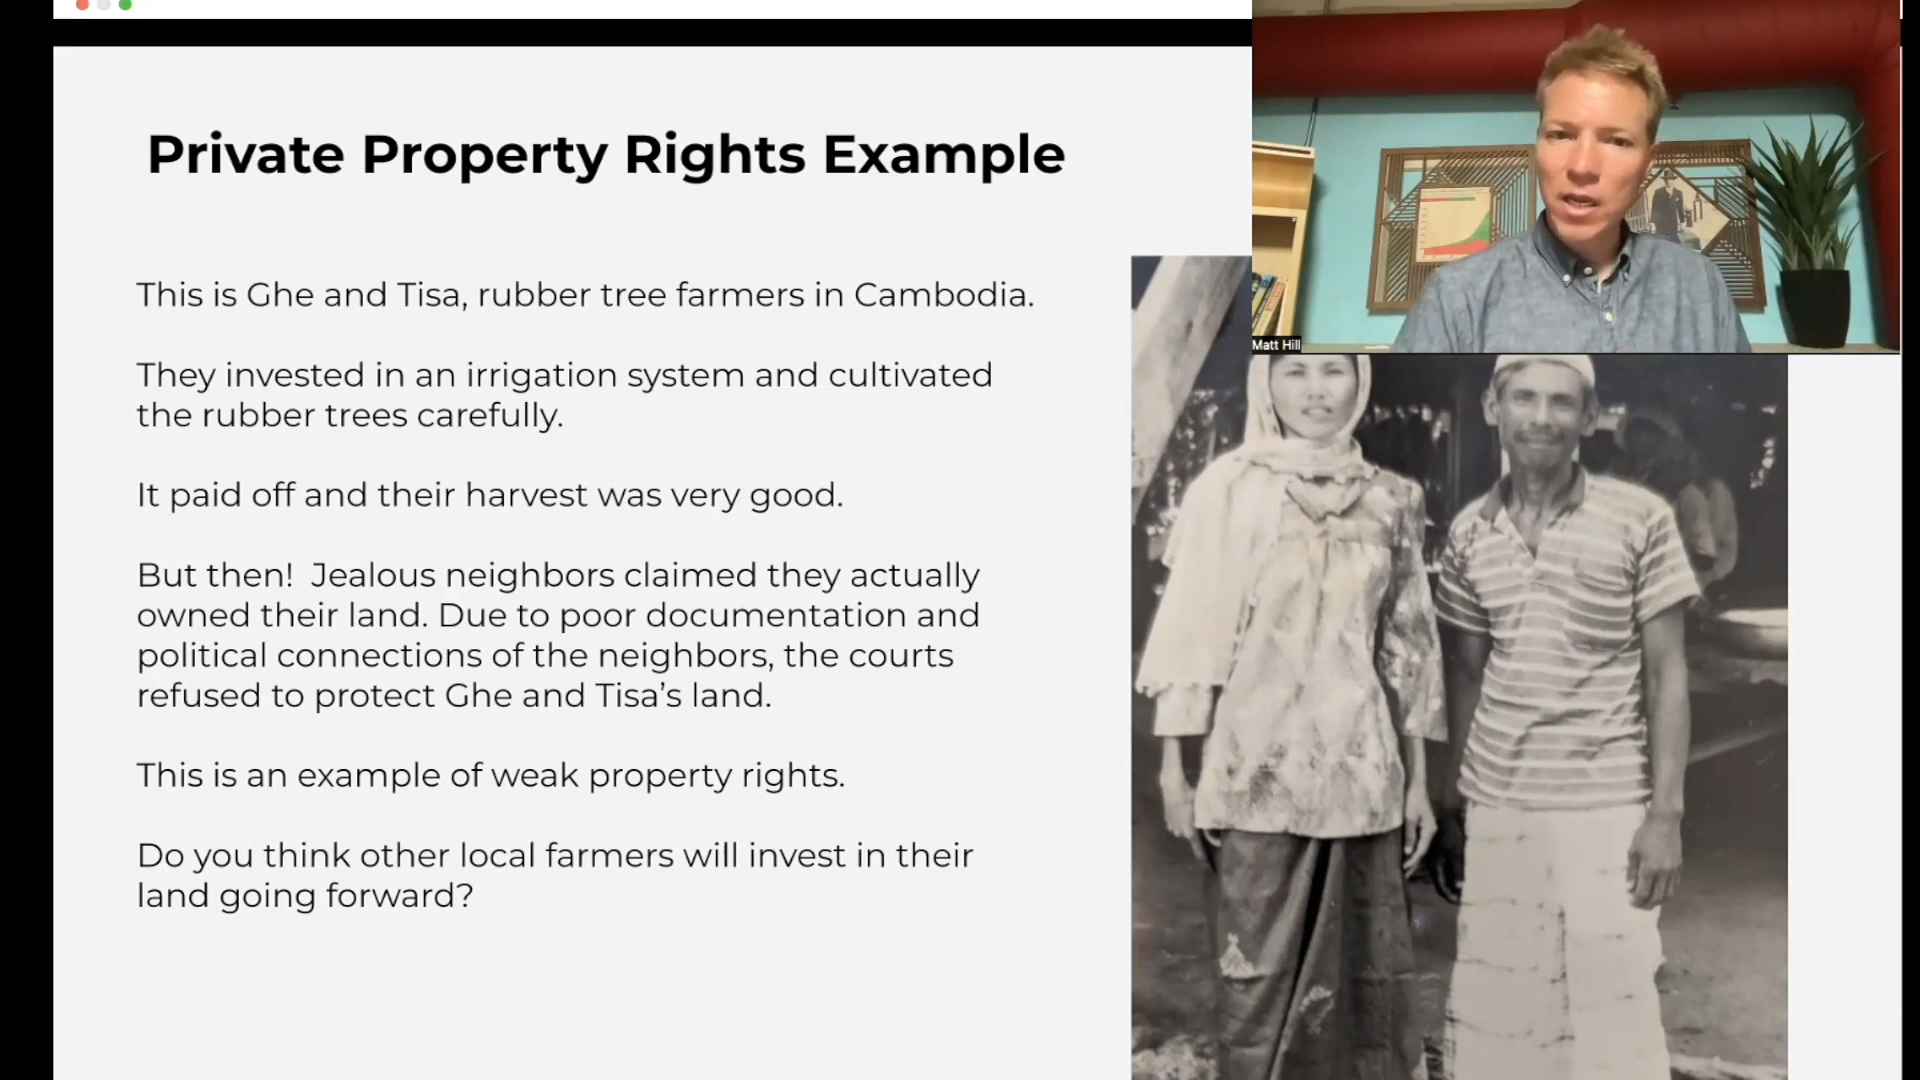 Private Property Rights Example
This is Ghe and Tisa, rubber tree farmers in Cambodia.
They invested in an irrigation system and cultivated
the rubber trees carefully.
It paid off and their harvest was very good.
But then!  Jealous neighbors claimed they actually
owned their land. Due to poor documentation and
political connections of the neighbors, the courts
refused to protect Ghe and Tisa’s land.
This is an example of weak property rights.
Do you think other local farmers will invest in their
land going forward?
Matt Hill